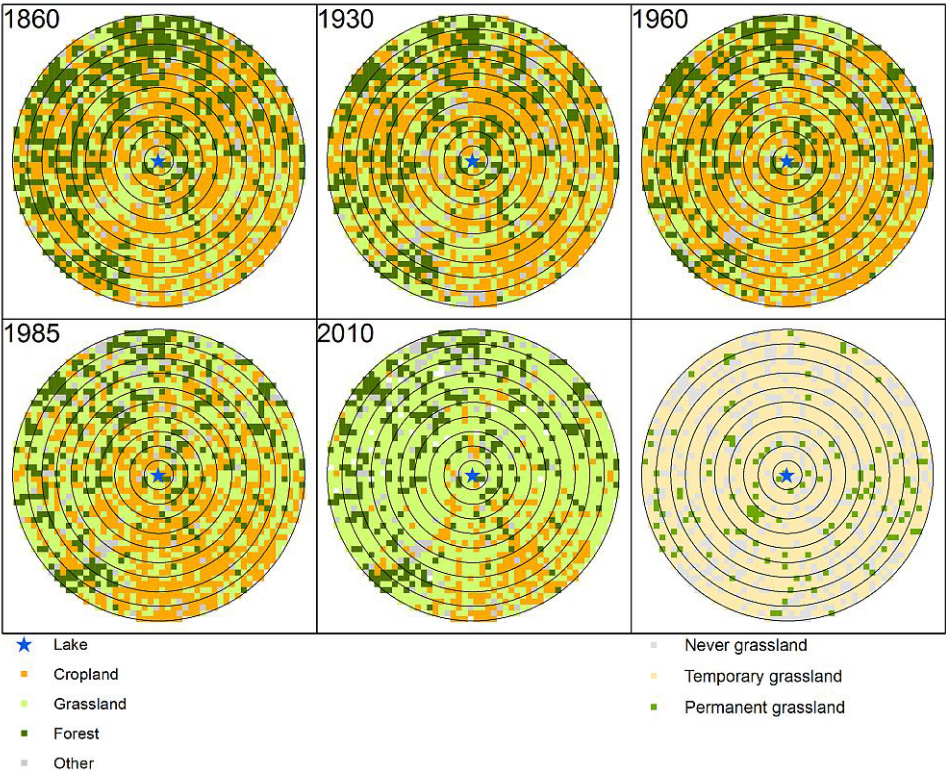 1860
1930
1960
1985
2010
Lake
Cropland
Grassland
Forest
Other
Never grassland
Temporary grassland
Permanent grassland